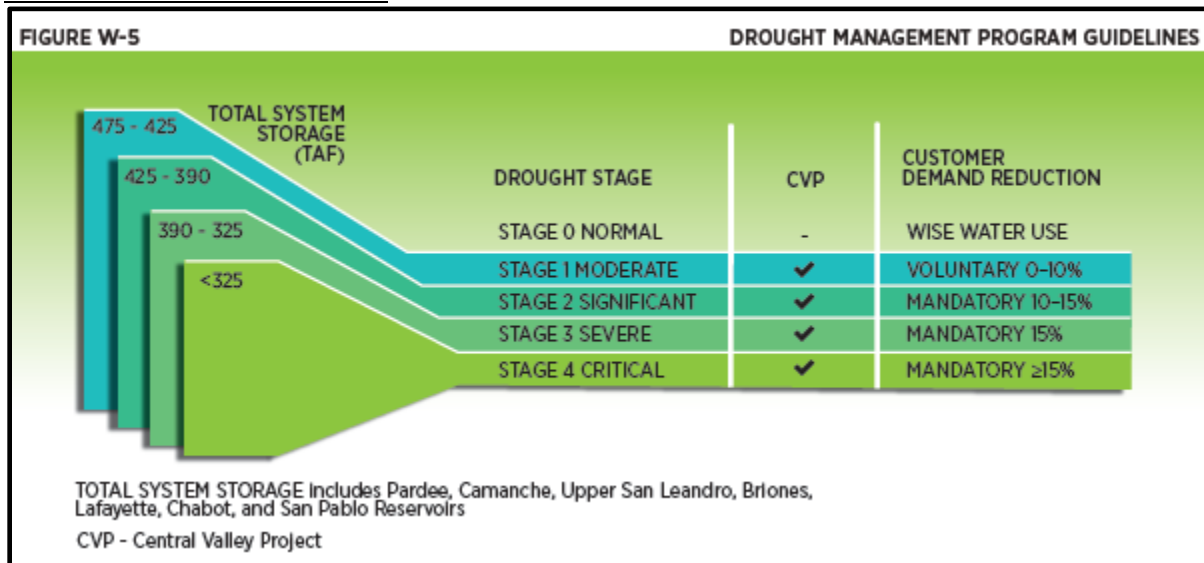 FIGURE W-5
DROUGHT MANAGEMENT PROGRAM GUIDELINES
475 - 425
TOTAL SYSTEM
STORAGE
(TAF)
425 - 390
390 - 325
<325
DROUGHT STAGE
CVP
CUSTOMER
DEMAND REDUCTION
STAGE 0 NORMAL - WISE WATER USE
STAGE 1 MODERATE ✔ VOLUNTARY 0–10%
STAGE 2 SIGNIFICANT ✔ MANDATORY 10–15%
STAGE 3 SEVERE ✔ MANDATORY 15%
STAGE 4 CRITICAL ✔ MANDATORY ≥15%
TOTAL SYSTEM STORAGE includes Pardee, Camanche, Upper San Leandro, Briones,
Lafayette, Chabot, and San Pablo Reservoirs
CVP - Central Valley Project